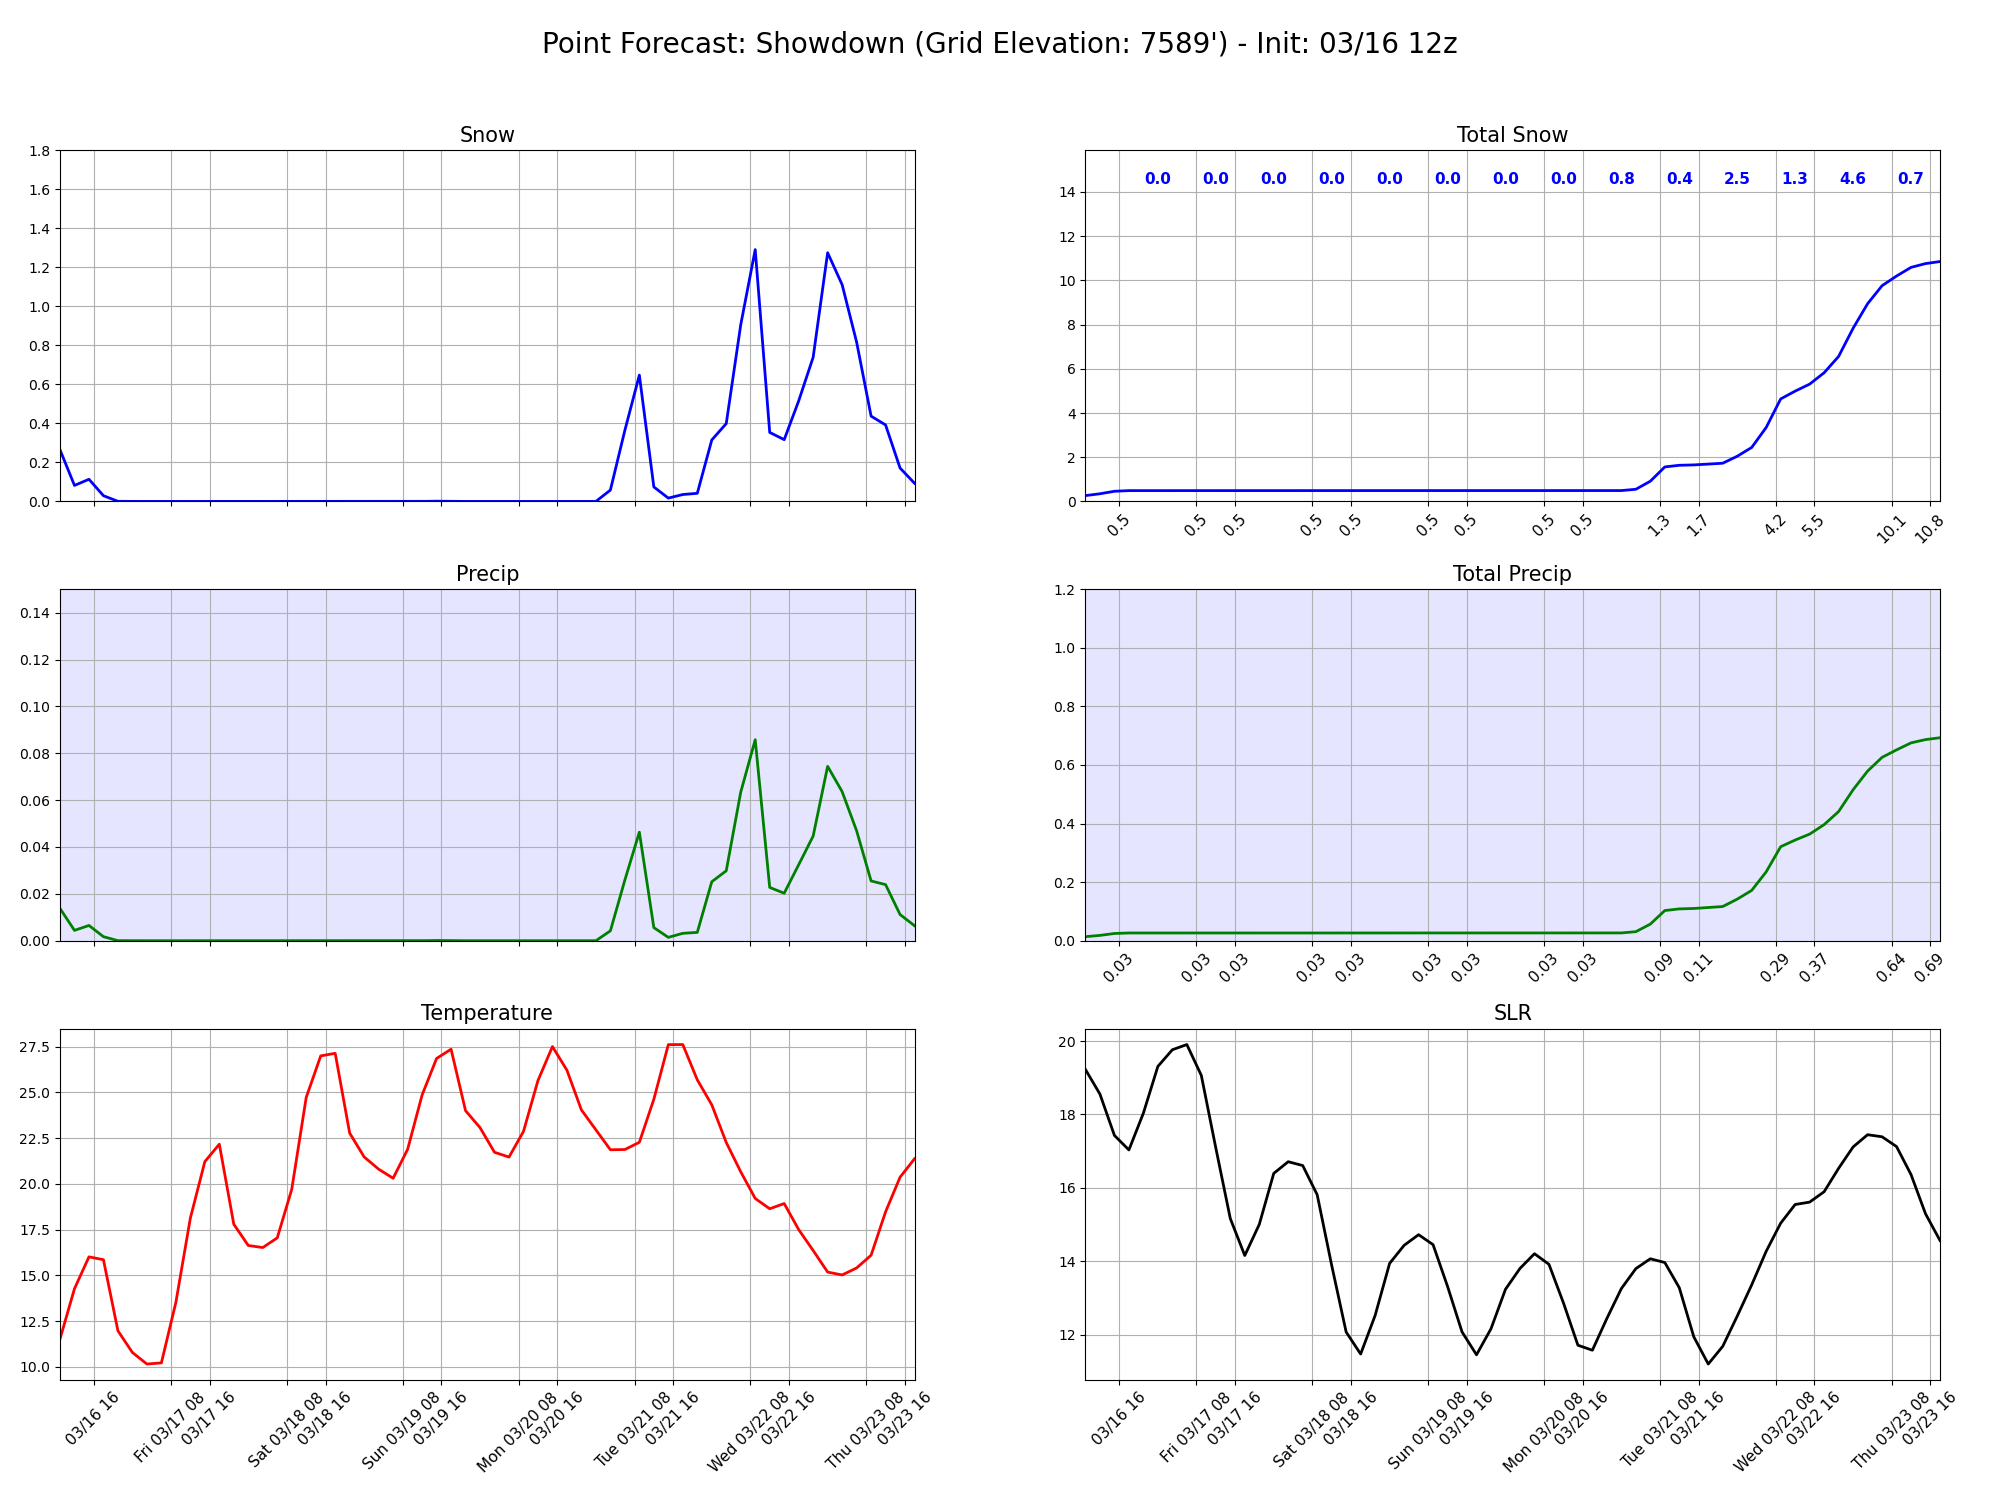 Point Forecast: Showdown (Grid Elevation: 7589') - Init: 03/16 12z
Snow
1.8
1.6
1.4
1.2
1.0
0.8
0.6
0.4
0.2
0.0
Total Snow
0.0 0.0 0.0 0.0 0.0 0.0 0.0 0.0 0.8 0.4 2.5 1.3 4.6 0.7
14
12
10
8
6
4
2
0
0.5 0.5 0.5 0.5 0.5 0.5 0.5 0.5 0.5 1.3 1.7 4.2 5.5 10.1 10.8
Precip
0.14
0.12
0.10
0.08
0.06
0.04
0.02
0.00
Total Precip
1.2
1.0
0.8
0.6
0.4
0.2
0.0
0.03 0.03 0.03 0.03 0.03 0.03 0.03 0.03 0.03 0.09 0.11 0.29 0.37 0.64 0.69
Temperature
27.5
25.0
22.5
20.0
17.5
15.0
12.5
10.0
03/16 16
Fri 03/17 08
03/17 16
Sat 03/18 08
03/18 16
Sun 03/19 08
03/19 16
Mon 03/20 08
03/20 16
Tue 03/21 08
03/21 16
Wed 03/22 08
03/22 16
Thu 03/23 08
03/23 16
SLR
20
18
16
14
12
03/16 16
Fri 03/17 08
03/17 16
Sat 03/18 08
03/18 16
Sun 03/19 08
03/19 16
Mon 03/20 08
03/20 16
Tue 03/21 08
03/21 16
Wed 03/22 08
03/22 16
Thu 03/23 08
03/23 16